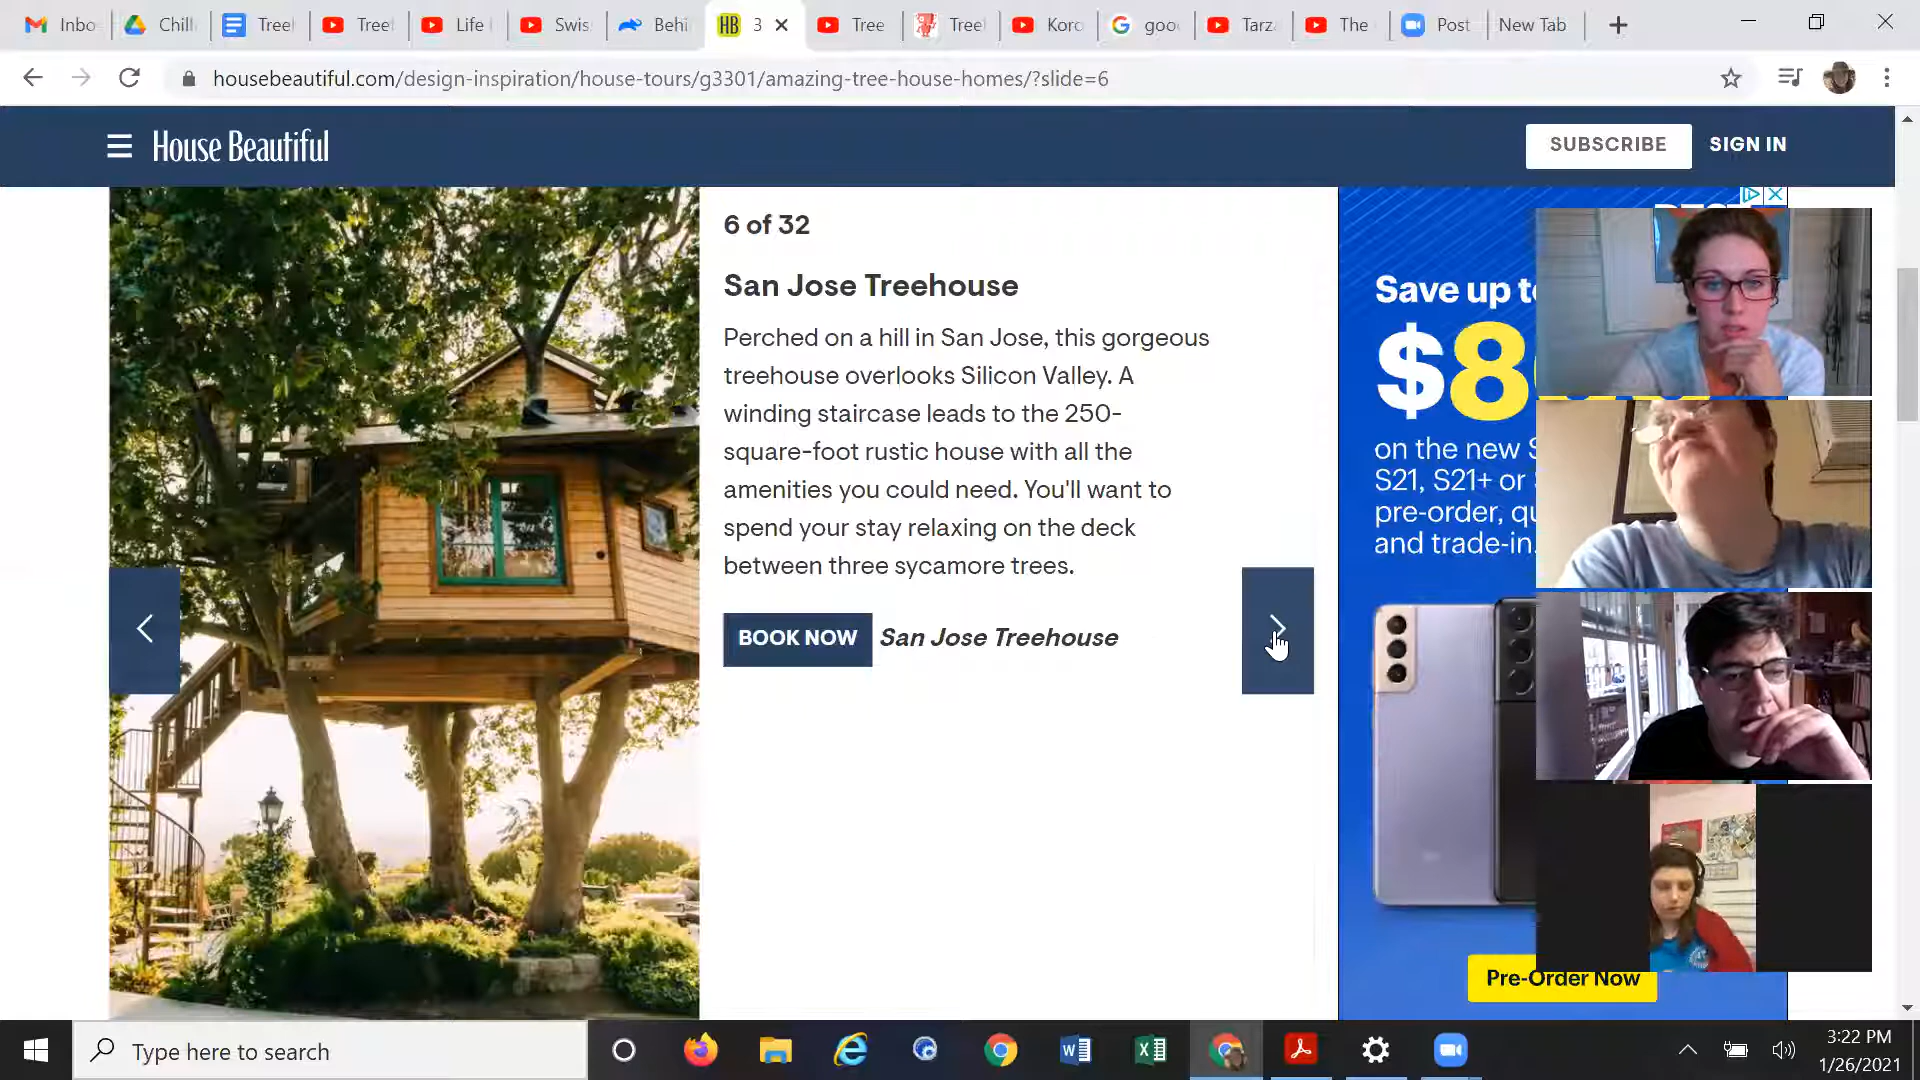 Inbo
Chill
Tree
Tree
Life
Swis
Behi
3
Tree
Tree
Koro
goo
Tarza
The
Post
New Tab
housebeautiful.com/design-inspiration/house-tours/g3301/amazing-tree-house-homes/?slide=6
House Beautiful
SUBSCRIBE
SIGN IN
6 of 32
San Jose Treehouse
Perched on a hill in San Jose, this gorgeous
treehouse overlooks Silicon Valley. A
winding staircase leads to the 250-
square-foot rustic house with all the
amenities you could need. You'll want to
spend your stay relaxing on the deck
between three sycamore trees.
BOOK NOW San Jose Treehouse
Save up to
$8
on the new S
S21, S21+ or
pre-order, qu
and trade-in.
Pre-Order Now
Type here to search
3:22 PM
1/26/2021